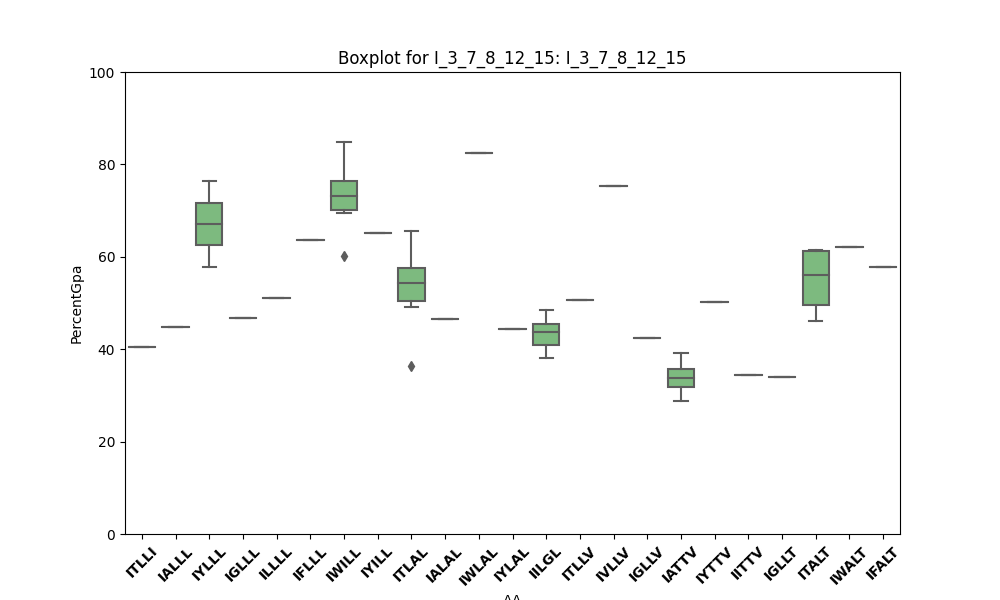 Boxplot for I_3_7_8_12_15: I_3_7_8_12_15
100
80
60
40
20
0
PercentGpa
ITLLI
IALLL
IYLLL
IGLLL
ILLLL
IFLLL
IWILL
IYILL
ITLAL
IALAL
IWLAL
IYLAL
IILGL
ITLLV
IVLLV
IGLLV
IATTV
IYTTV
IITTV
IGLLT
ITALT
IWALT
IFALT
AA